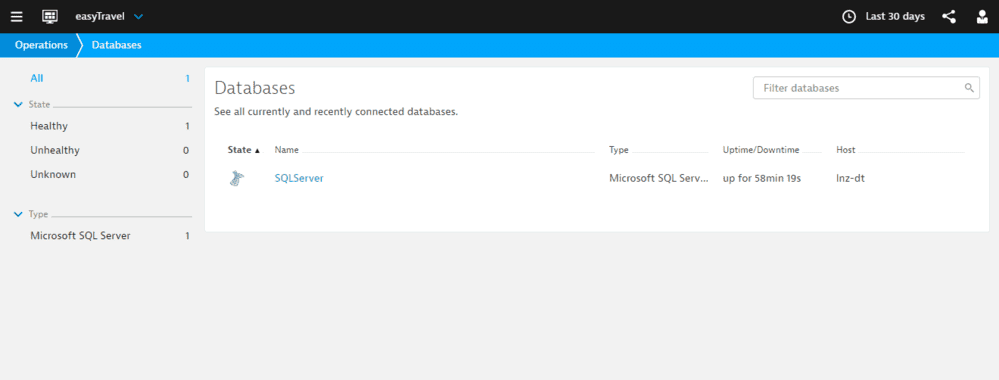 easyTravel
Last 30 days
Operations
Databases
All 1
State
Healthy 1
Unhealthy 0
Unknown 0
Type
Microsoft SQL Server 1
Databases
Filter databases
See all currently and recently connected databases.
State ▲ Name Type Uptime/Downtime Host
SQLServer Microsoft SQL Serv... up for 58min 19s lnz-dt